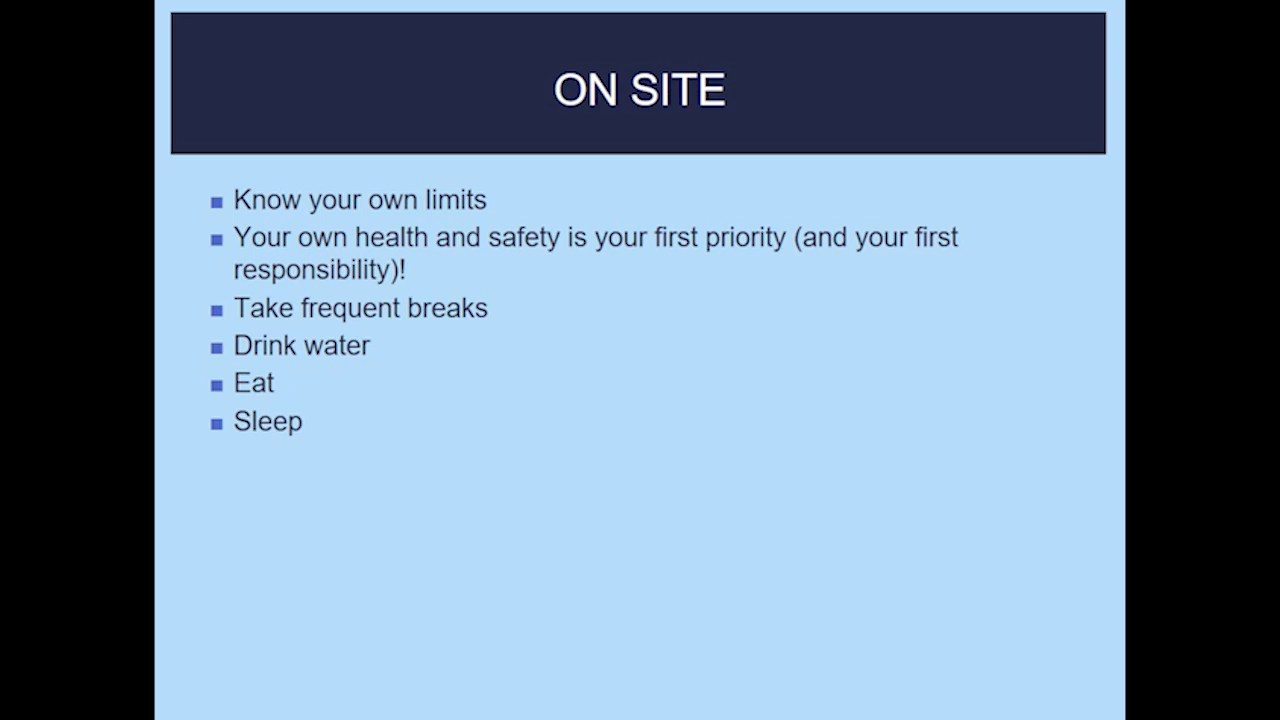 ON SITE
Know your own limits
Your own health and safety is your first priority (and your first
responsibility)!
Take frequent breaks
Drink water
Eat
Sleep